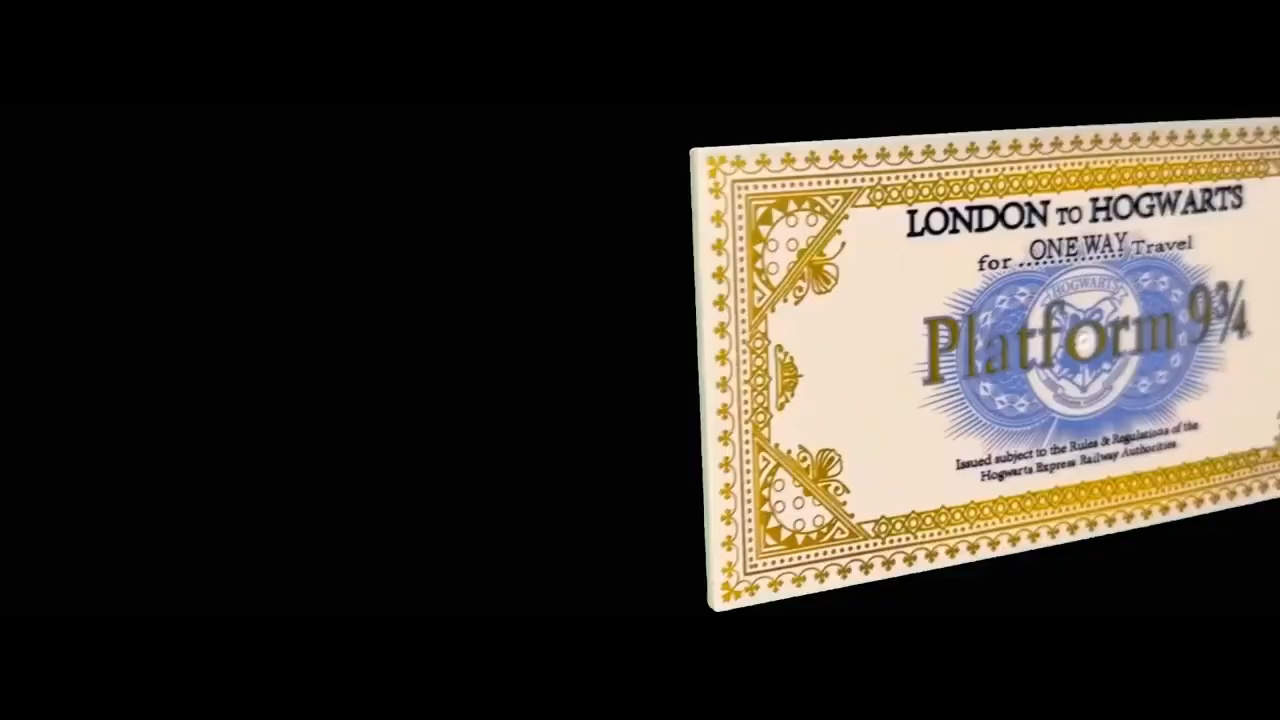 LONDON TO HOGWARTS
for ONE WAY Travel
HOGWARTS
Platform 9¾
Issued subject to the Rules & Regulations of the
Hogwarts Express Railway Authorities